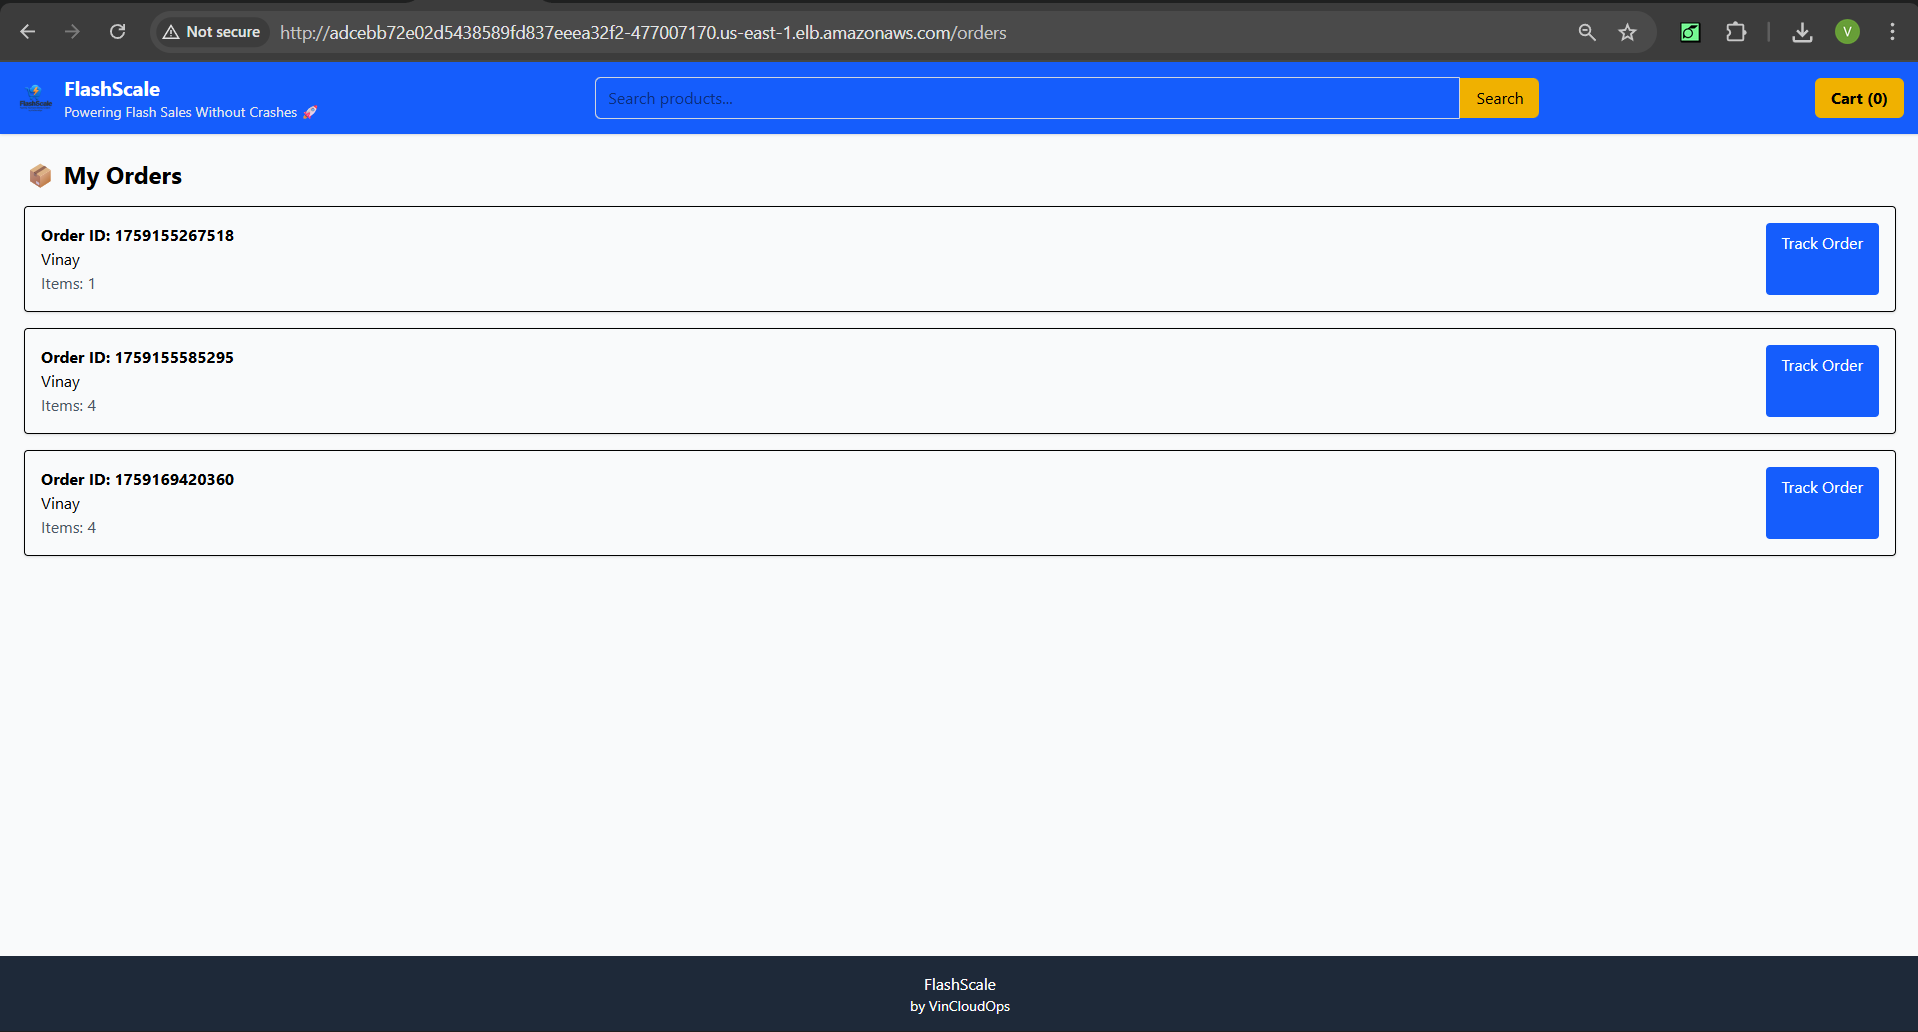 Not secure
http://adcebb72e02d5438589fd837eeea32f2-477007170.us-east-1.elb.amazonaws.com/orders
V
FlashScale
FlashScale
Powering Flash Sales Without Crashes 🚀
Search products...
Search
Cart (0)
📦 My Orders
Order ID: 1759155267518
Vinay
Items: 1
Track Order
Order ID: 1759155585295
Vinay
Items: 4
Track Order
Order ID: 1759169420360
Vinay
Items: 4
Track Order
FlashScale
by VinCloudOps